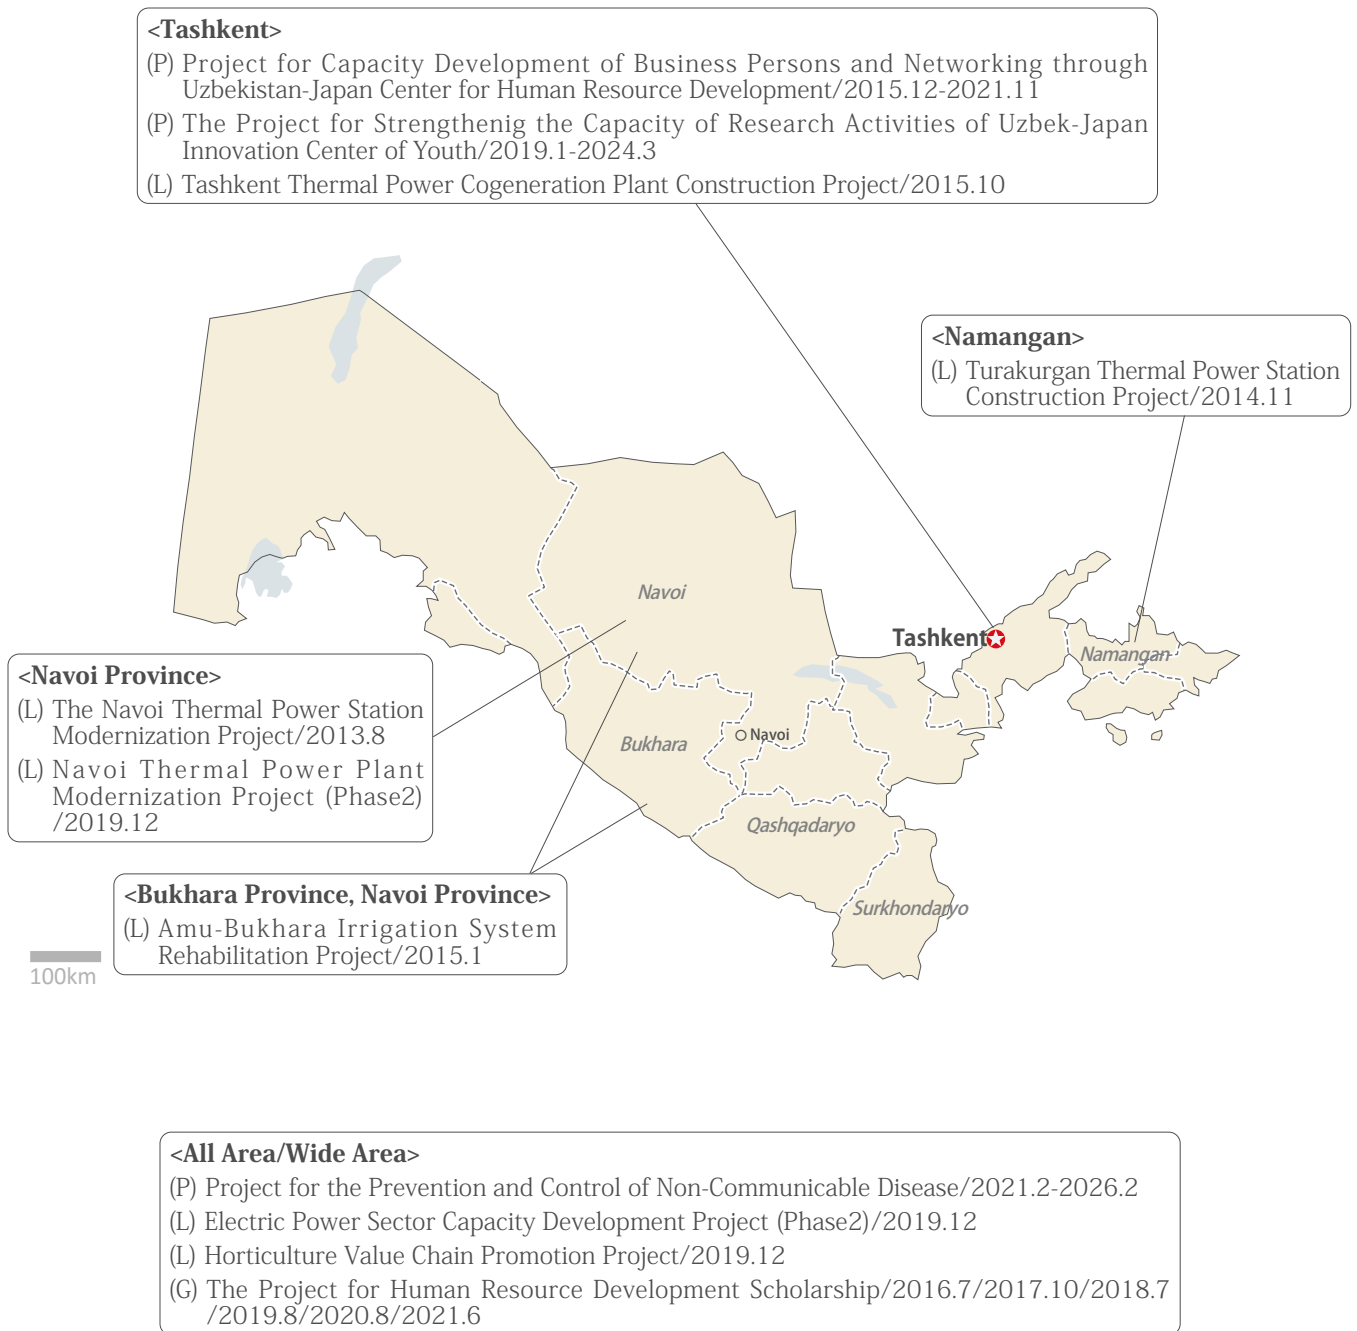 <Tashkent>
(P) Project for Capacity Development of Business Persons and Networking through
Uzbekistan-Japan Center for Human Resource Development/2015.12-2021.11
(P) The Project for Strengthenig the Capacity of Research Activities of Uzbek-Japan
Innovation Center of Youth/2019.1-2024.3
(L) Tashkent Thermal Power Cogeneration Plant Construction Project/2015.10
<Namangan>
(L) Turakurgan Thermal Power Station
Construction Project/2014.11
Navoi
Tashkent
Namangan
<Navoi Province>
(L) The Navoi Thermal Power Station
Modernization Project/2013.8
(L) Navoi Thermal Power Plant
Modernization Project (Phase2)
/2019.12
Bukhara
Navoi
Qashqadaryo
Surkhondaryo
<Bukhara Province, Navoi Province>
(L) Amu-Bukhara Irrigation System
Rehabilitation Project/2015.1
100km
<All Area/Wide Area>
(P) Project for the Prevention and Control of Non-Communicable Disease/2021.2-2026.2
(L) Electric Power Sector Capacity Development Project (Phase2)/2019.12
(L) Horticulture Value Chain Promotion Project/2019.12
(G) The Project for Human Resource Development Scholarship/2016.7/2017.10/2018.7
/2019.8/2020.8/2021.6